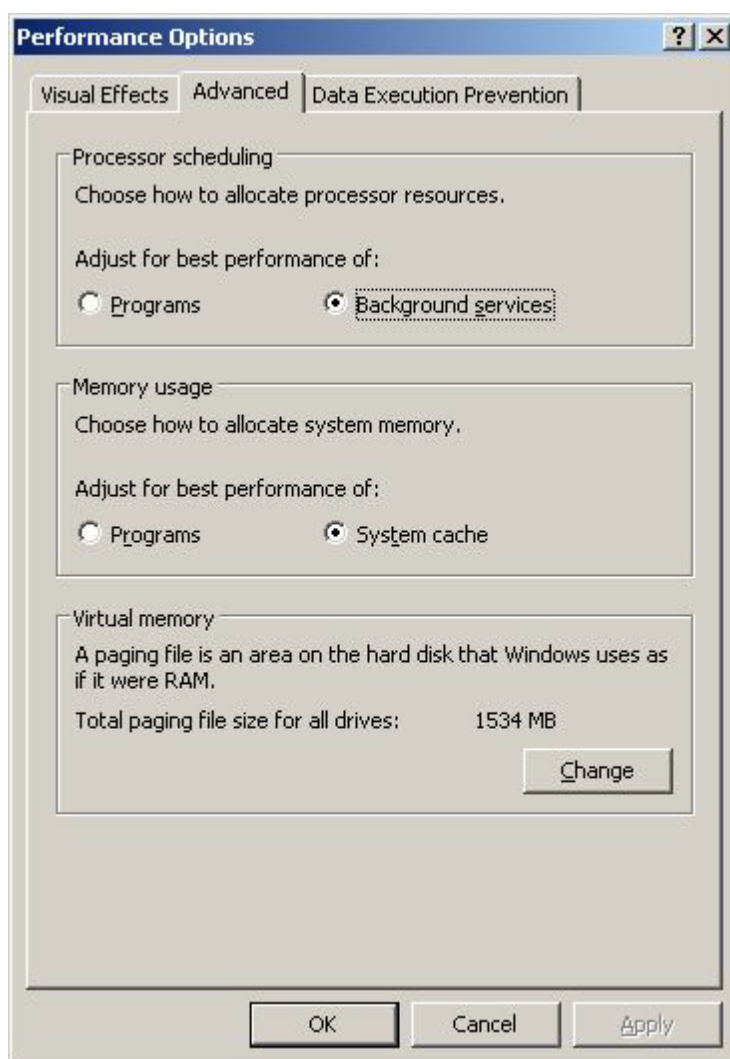 Performance Options
Visual Effects Advanced Data Execution Prevention
Processor scheduling
Choose how to allocate processor resources.
Adjust for best performance of:
Programs Background services
Memory usage
Choose how to allocate system memory.
Adjust for best performance of:
Programs System cache
Virtual memory
A paging file is an area on the hard disk that Windows uses as
if it were RAM.
Total paging file size for all drives: 1534 MB
Change
OK Cancel Apply